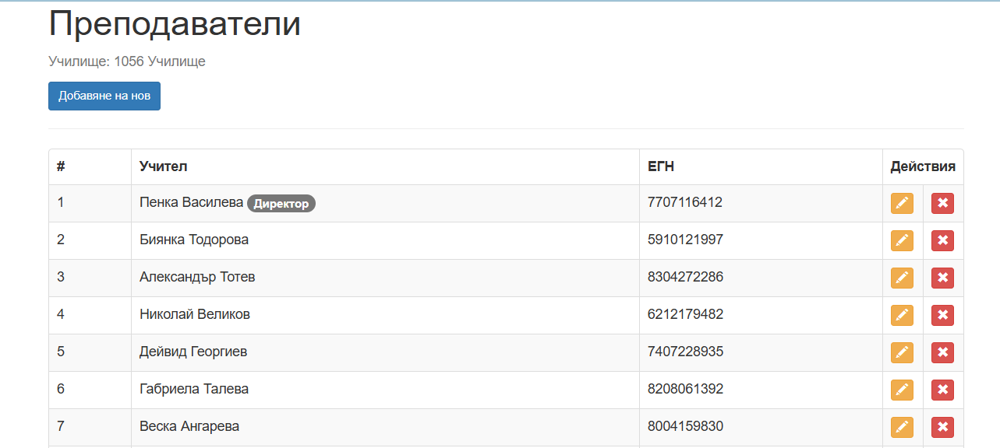 Преподаватели
Училище: 1056 Училище
Добавяне на нов
# Учител ЕГН Действия
1 Пенка Василева Директор 7707116412
2 Биянка Тодорова 5910121997
3 Александър Тотев 8304272286
4 Николай Великов 6212179482
5 Дейвид Георгиев 7407228935
6 Габриела Талева 8208061392
7 Веска Ангарева 8004159830